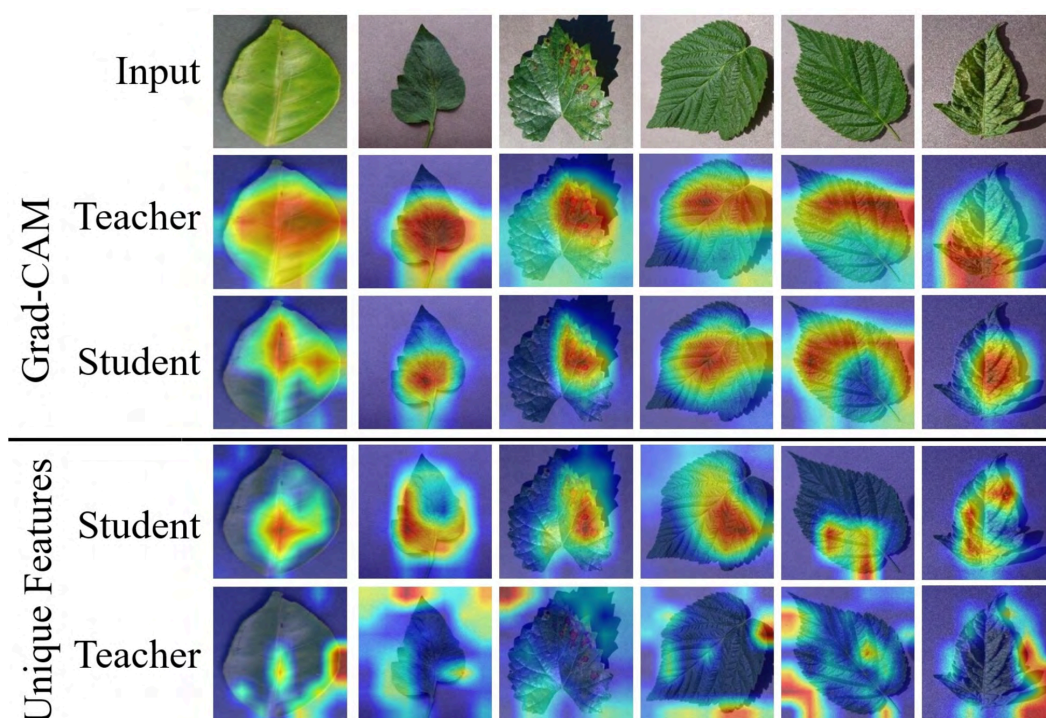 Input
Grad-CAM
Teacher
Student
Unique Features
Student
Teacher